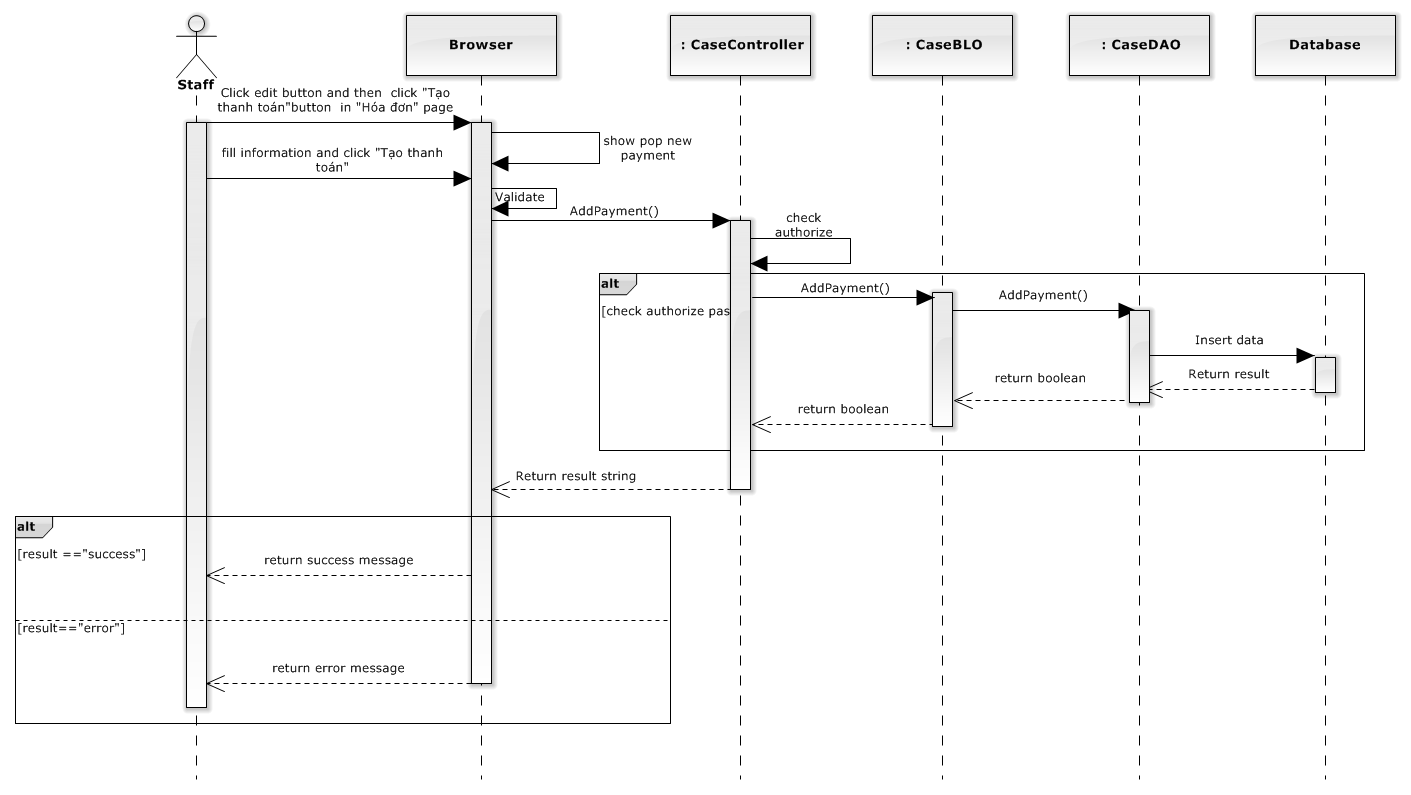 Browser
: CaseController
: CaseBLO
: CaseDAO
Database
Staff
Click edit button and then click "Tạo
thanh toán"button in "Hóa đơn" page
show pop new
payment
fill information and click "Tạo thanh
toán"
Validate
AddPayment()
check
authorize
alt
[check authorize pas
AddPayment()
AddPayment()
Insert data
Return result
return boolean
return boolean
Return result string
alt
[result =="success"]
return success message
[result=="error"]
return error message